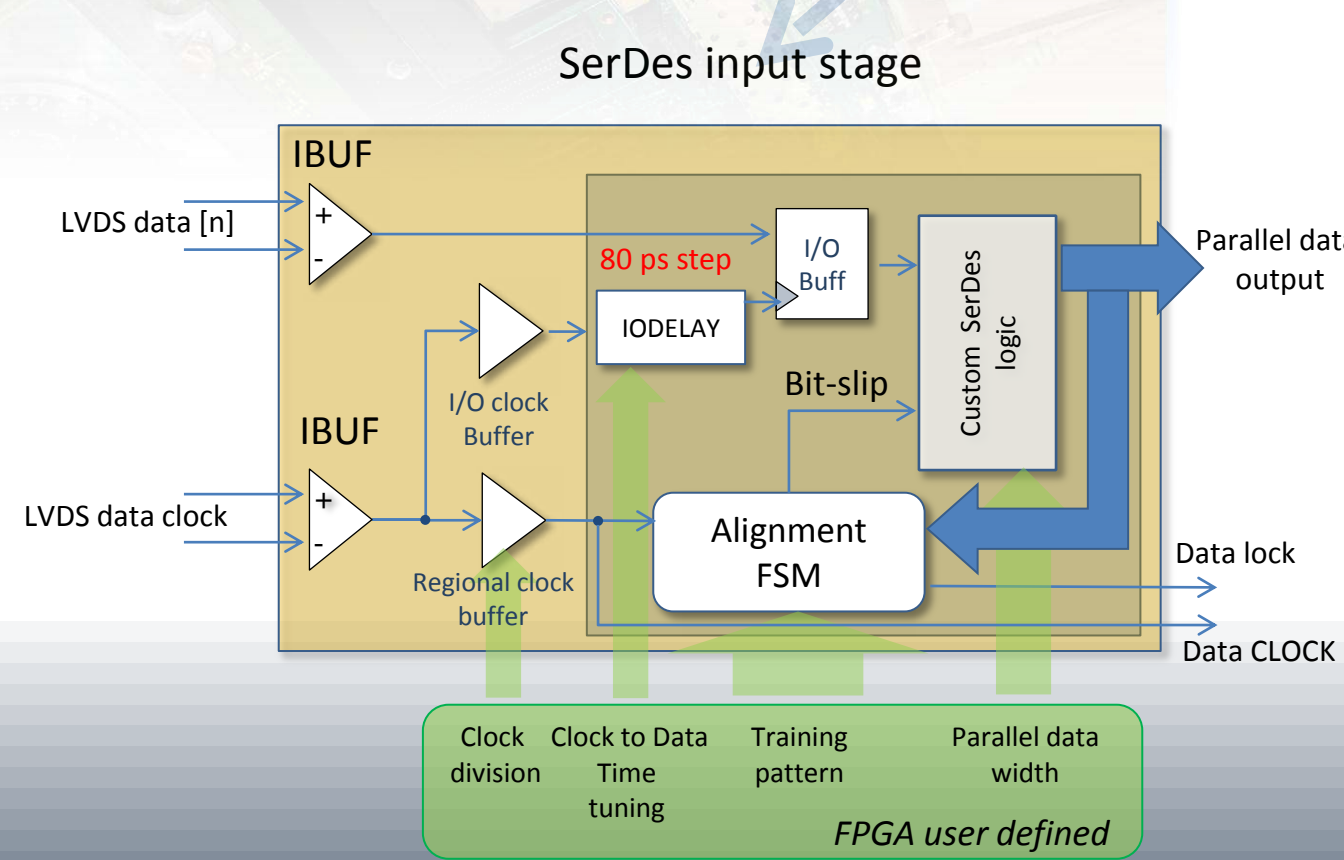 SerDes input stage
IBUF
+
-
LVDS data [n]
80 ps step
I/O
Buff
Custom SerDes
logic
Parallel data
output
IODELAY
Bit-slip
I/O clock
Buffer
IBUF
+
-
LVDS data clock
Alignment
FSM
Regional clock
buffer
Data lock
Data CLOCK
Clock
division
Clock to Data
Time
tuning
Training
pattern
Parallel data
width
FPGA user defined